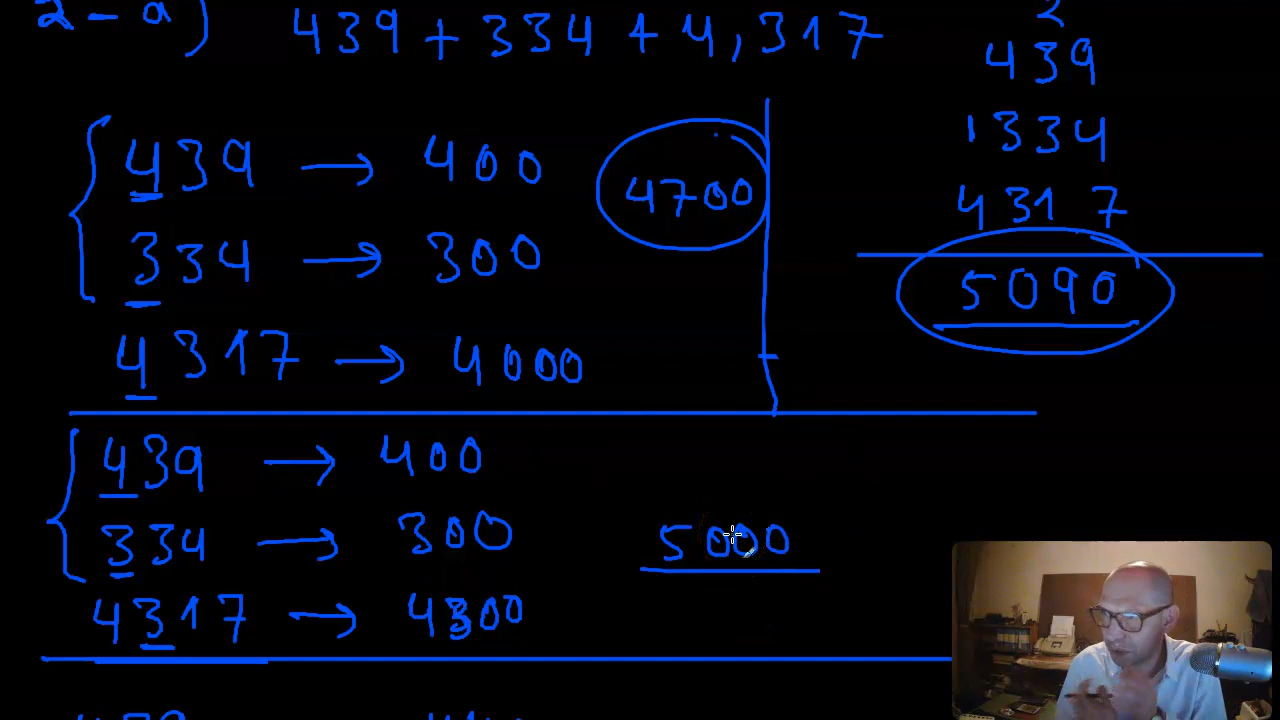 2 - a) 439 + 334 + 4,317
439 → 400
334 → 300
4317 → 4000
4700
2
439
1334
4317
5090
439 → 400
334 → 300
4317 → 4300
5000